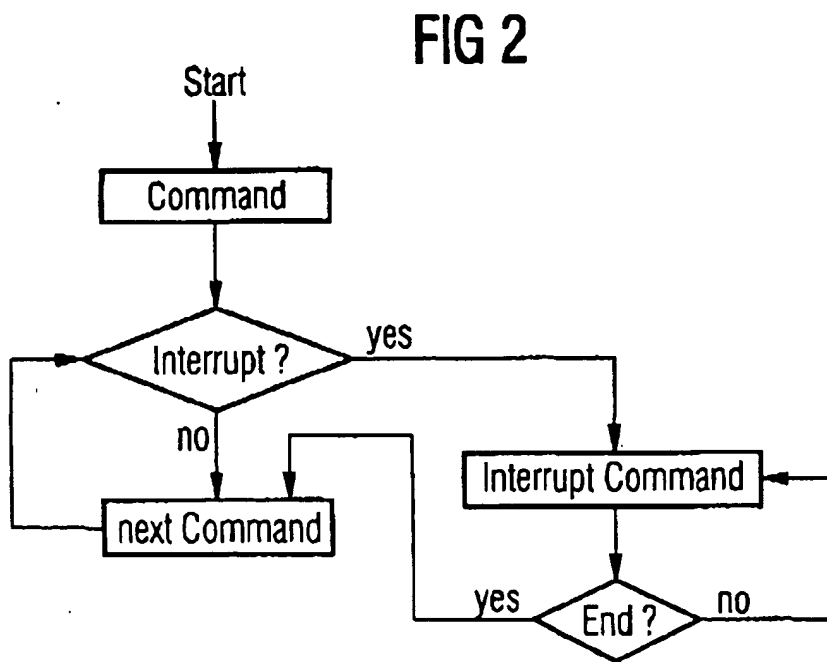 FIG 2
Start
Command
Interrupt ?
yes
no
Interrupt Command
next Command
yes
End ?
no